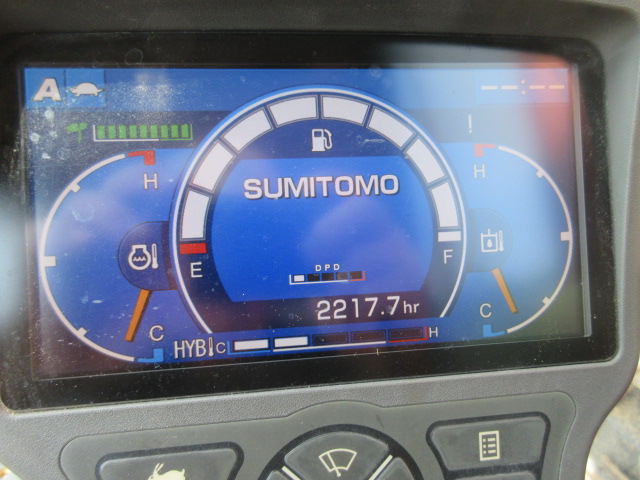 A
--:--
H
H
SUMITOMO
E
F
DPD
C
C
2217.7hr
HYB C
H